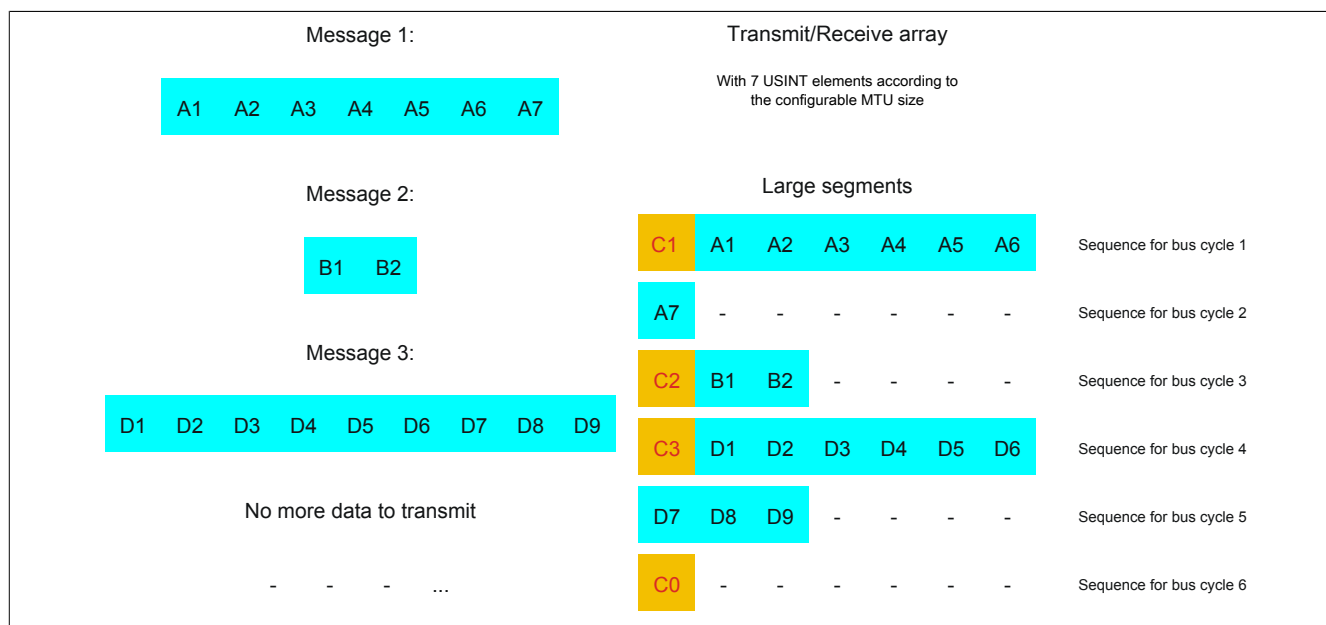 Message 1:
A1 A2 A3 A4 A5 A6 A7
Message 2:
B1 B2
Message 3:
D1 D2 D3 D4 D5 D6 D7 D8 D9
No more data to transmit
- - - ...
Transmit/Receive array
With 7 USINT elements according to
the configurable MTU size
Large segments
C1 A1 A2 A3 A4 A5 A6 Sequence for bus cycle 1
A7 - - - - - - Sequence for bus cycle 2
C2 B1 B2 - - - - Sequence for bus cycle 3
C3 D1 D2 D3 D4 D5 D6 Sequence for bus cycle 4
D7 D8 D9 - - - - Sequence for bus cycle 5
C0 - - - - - - Sequence for bus cycle 6